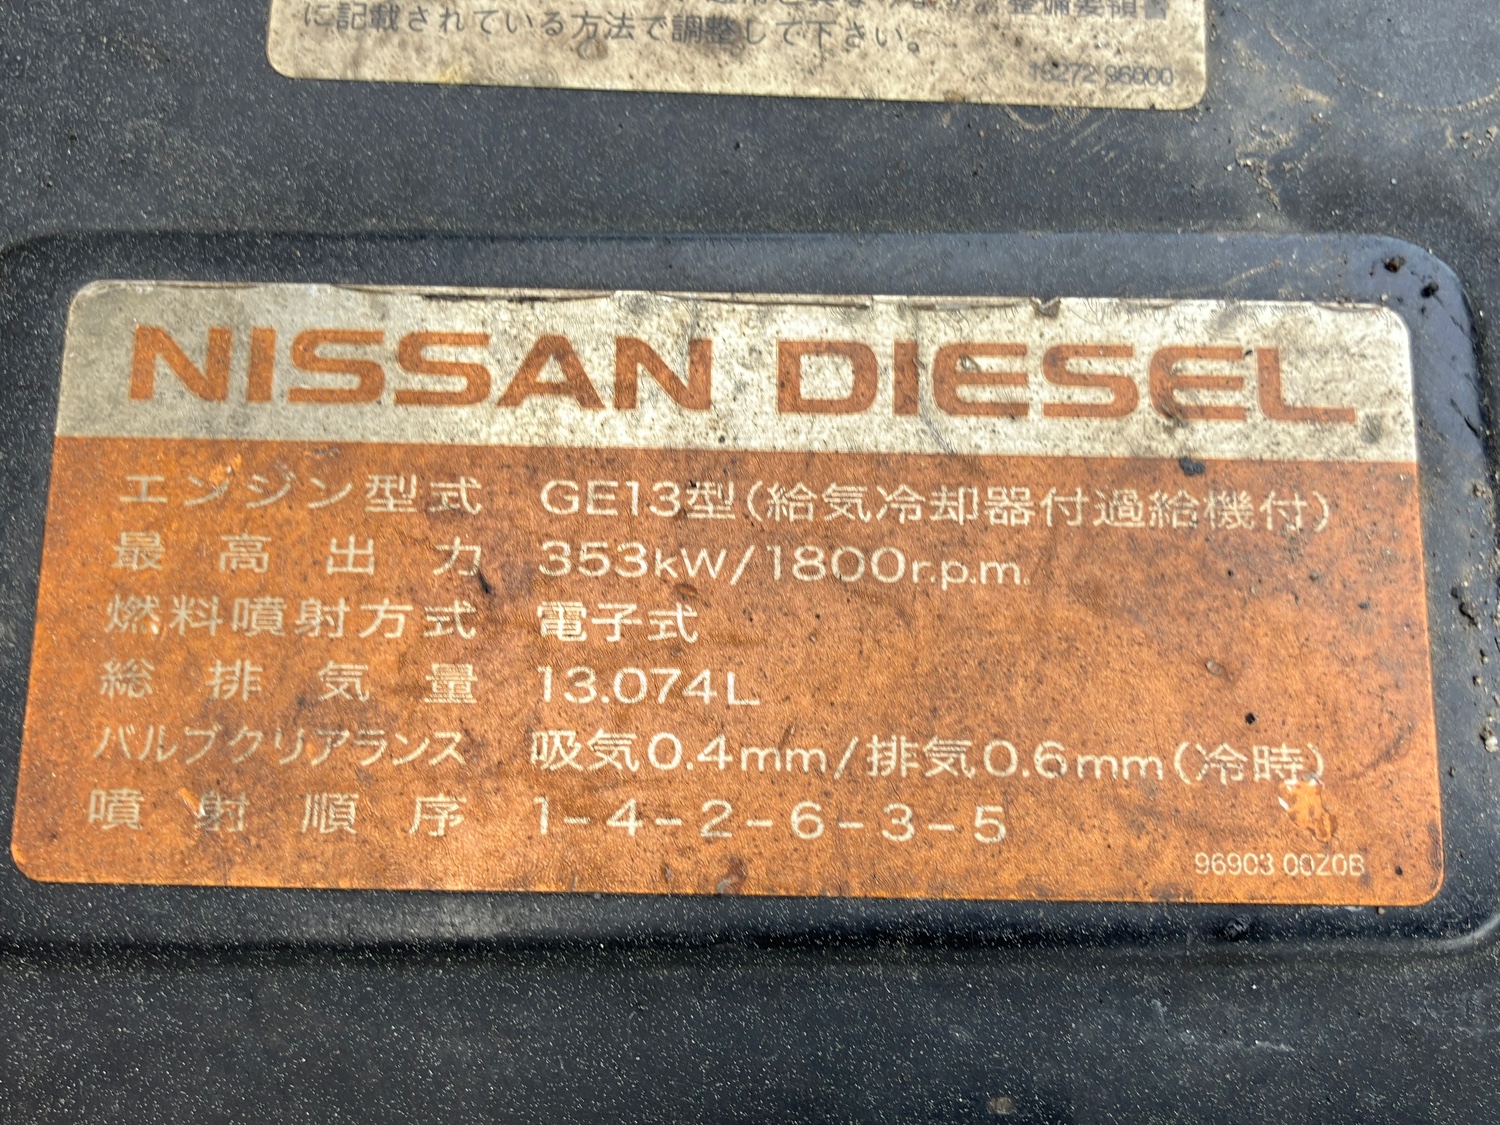 に記載されている方法で調整して下さい。
NISSAN DIESEL
エンジン型式 GE13型(給気冷却器付過給機付)
最高出力 353kW/1800r.p.m.
燃料噴射方式 電子式
総排気量 13.074L
バルブクリアランス 吸気0.4mm/排気0.6mm(冷時)
噴射順序 1-4-2-6-3-5
96903 00Z0B